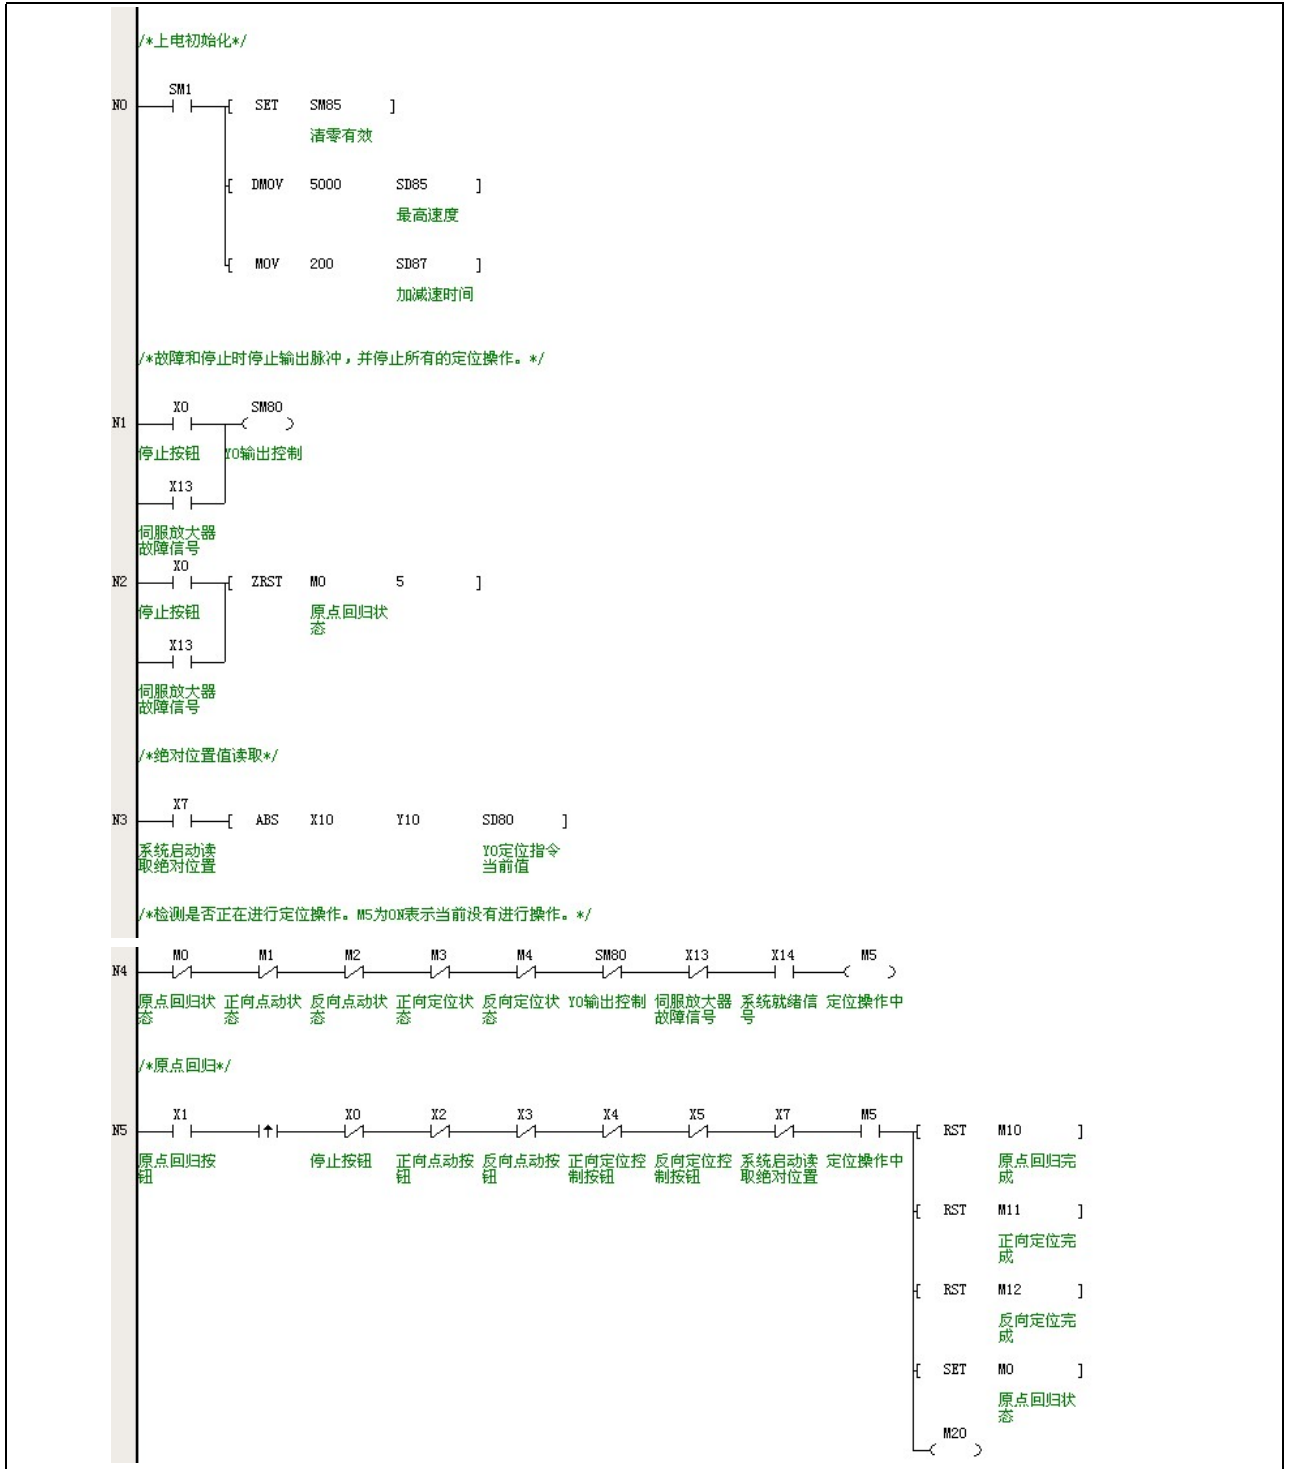 /*上电初始化*/
SM1
N0 [ SET SM85 ]
清零有效
[ DMOV 5000 SD85 ]
最高速度
[ MOV 200 SD87 ]
加减速时间
/*故障和停止时停止输出脉冲，并停止所有的定位操作。*/
X0 SM80
N1 ( )
停止按钮 Y0输出控制
X13
伺服放大器
故障信号
X0
N2 [ ZRST M0 5 ]
停止按钮 原点回归状
态
X13
伺服放大器
故障信号
/*绝对位置值读取*/
X7
N3 [ ABS X10 Y10 SD80 ]
系统启动读 Y0定位指令
取绝对位置 当前值
/*检测是否正在进行定位操作。M5为ON表示当前没有进行操作。*/
M0 M1 M2 M3 M4 SM80 X13 X14 M5
N4 ( )
原点回归状 正向点动状 反向点动状 正向定位状 反向定位状 Y0输出控制 伺服放大器 系统就绪信 定位操作中
态 态 态 态 态 故障信号 号
/*原点回归*/
X1 X0 X2 X3 X4 X5 X7 M5
N5 [ RST M10 ]
原点回归按 停止按钮 正向点动按 反向点动按 正向定位控 反向定位控 系统启动读 定位操作中 原点回归完
钮 钮 钮 制按钮 制按钮 取绝对位置 成
[ RST M11 ]
正向定位完
成
[ RST M12 ]
反向定位完
成
[ SET M0 ]
原点回归状
态
M20
( )